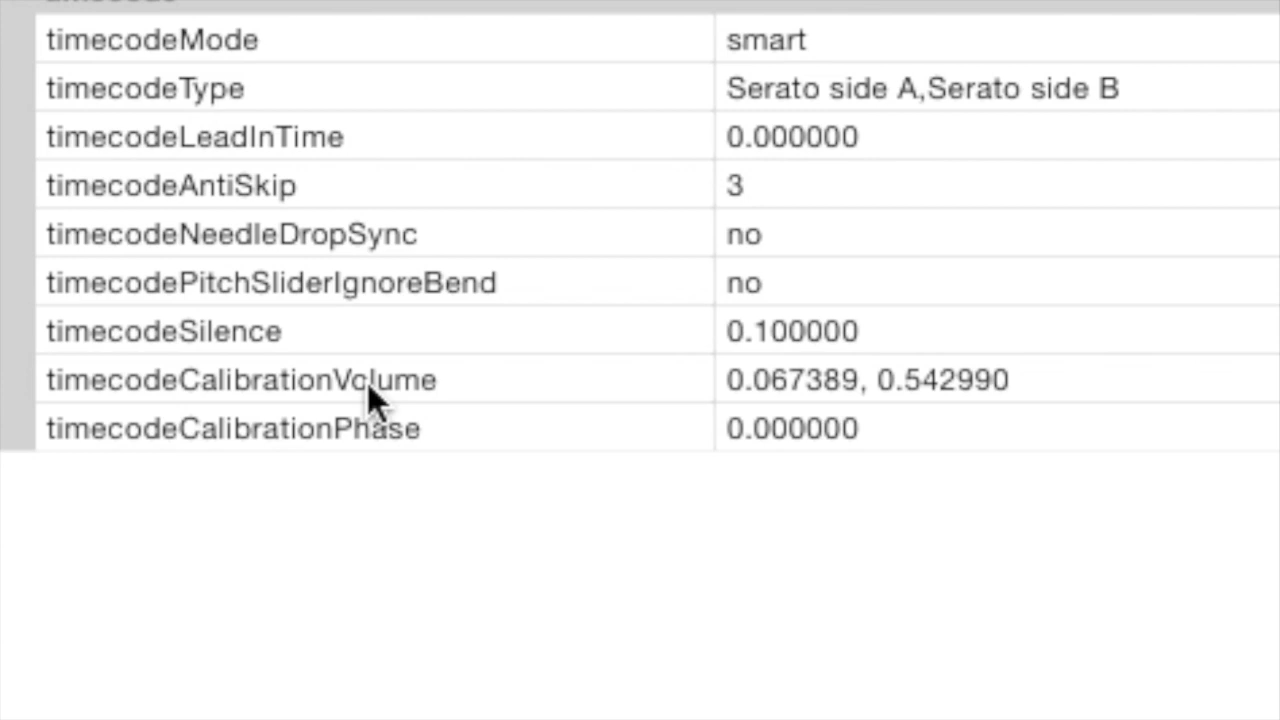 timecodeMode smart
timecodeType Serato side A,Serato side B
timecodeLeadInTime 0.000000
timecodeAntiSkip 3
timecodeNeedleDropSync no
timecodePitchSliderIgnoreBend no
timecodeSilence 0.100000
timecodeCalibrationVolume 0.067389, 0.542990
timecodeCalibrationPhase 0.000000